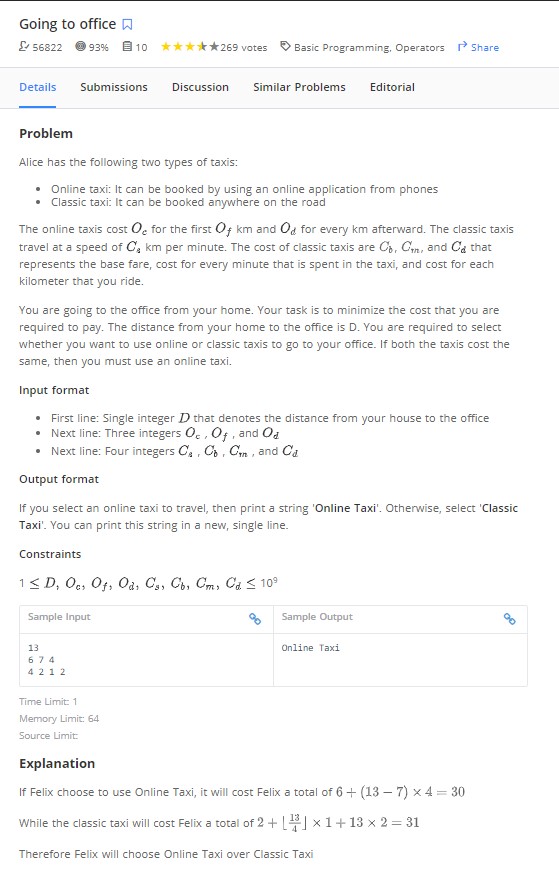 Going to office
56822 93% 10 269 votes Basic Programming, Operators Share
Details Submissions Discussion Similar Problems Editorial
Problem
Alice has the following two types of taxis:
• Online taxi: It can be booked by using an online application from phones
• Classic taxi: It can be booked anywhere on the road
The online taxis cost O_c for the first O_f km and O_d for every km afterward. The classic taxis
travel at a speed of C_s km per minute. The cost of classic taxis are C_b, C_m, and C_d that
represents the base fare, cost for every minute that is spent in the taxi, and cost for each
kilometer that you ride.
You are going to the office from your home. Your task is to minimize the cost that you are
required to pay. The distance from your home to the office is D. You are required to select
whether you want to use online or classic taxis to go to your office. If both the taxis cost the
same, then you must use an online taxi.
Input format
• First line: Single integer D that denotes the distance from your house to the office
• Next line: Three integers O_c , O_f , and O_d
• Next line: Four integers C_s , C_b , C_m , and C_d
Output format
If you select an online taxi to travel, then print a string 'Online Taxi'. Otherwise, select 'Classic
Taxi'. You can print this string in a new, single line.
Constraints
1 ≤ D, O_c, O_f, O_d, C_s, C_b, C_m, C_d ≤ 10⁹
Sample Input Sample Output
13 Online Taxi
6 7 4
4 2 1 2
Time Limit: 1
Memory Limit: 64
Source Limit:
Explanation
If Felix choose to use Online Taxi, it will cost Felix a total of 6 + (13 − 7) × 4 = 30
While the classic taxi will cost Felix a total of 2 + ⌊13/4⌋ × 1 + 13 × 2 = 31
Therefore Felix will choose Online Taxi over Classic Taxi